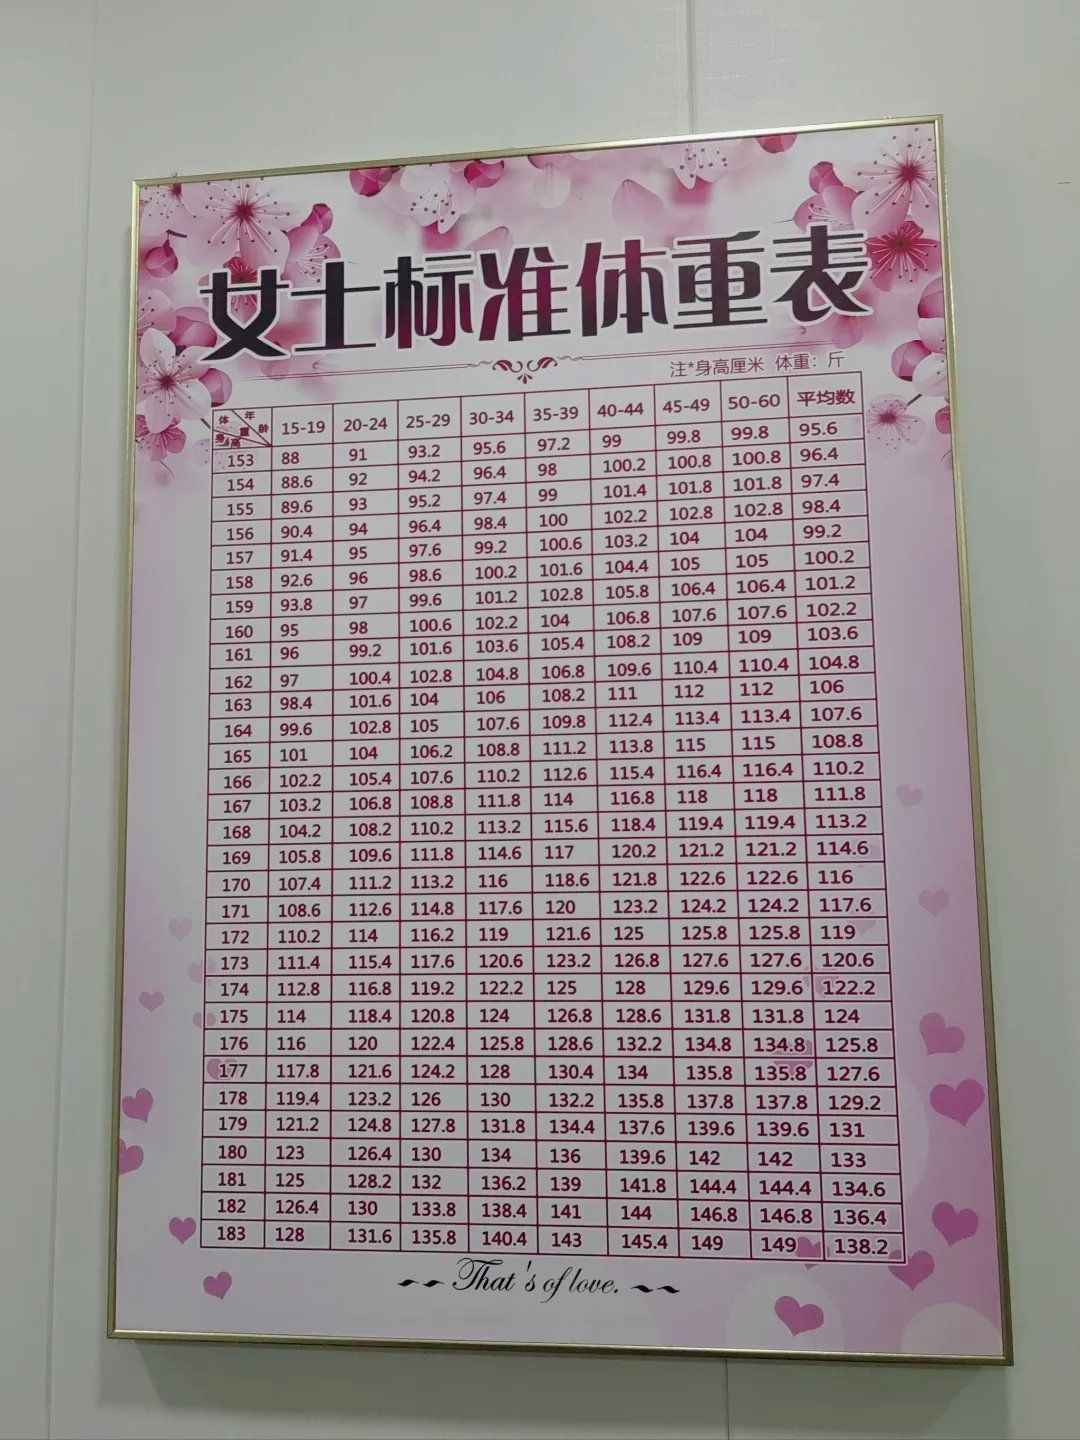 女士标准体重表
注*身高厘米 体重：斤
体重 年龄 身高 15-19 20-24 25-29 30-34 35-39 40-44 45-49 50-60 平均数
153 88 91 93.2 95.6 97.2 99 99.8 99.8 95.6
154 88.6 92 94.2 96.4 98 100.2 100.8 100.8 96.4
155 89.6 93 95.2 97.4 99 101.4 101.8 101.8 97.4
156 90.4 94 96.4 98.4 100 102.2 102.8 102.8 98.4
157 91.4 95 97.6 99.2 100.6 103.2 104 104 99.2
158 92.6 96 98.6 100.2 101.6 104.4 105 105 100.2
159 93.8 97 99.6 101.2 102.8 105.8 106.4 106.4 101.2
160 95 98 100.6 102.2 104 106.8 107.6 107.6 102.2
161 96 99.2 101.6 103.6 105.4 108.2 109 109 103.6
162 97 100.4 102.8 104.8 106.8 109.6 110.4 110.4 104.8
163 98.4 101.6 104 106 108.2 111 112 112 106
164 99.6 102.8 105 107.6 109.8 112.4 113.4 113.4 107.6
165 101 104 106.2 108.8 111.2 113.8 115 115 108.8
166 102.2 105.4 107.6 110.2 112.6 115.4 116.4 116.4 110.2
167 103.2 106.8 108.8 111.8 114 116.8 118 118 111.8
168 104.2 108.2 110.2 113.2 115.6 118.4 119.4 119.4 113.2
169 105.8 109.6 111.8 114.6 117 120.2 121.2 121.2 114.6
170 107.4 111.2 113.2 116 118.6 121.8 122.6 122.6 116
171 108.6 112.6 114.8 117.6 120 123.2 124.2 124.2 117.6
172 110.2 114 116.2 119 121.6 125 125.8 125.8 119
173 111.4 115.4 117.6 120.6 123.2 126.8 127.6 127.6 120.6
174 112.8 116.8 119.2 122.2 125 128 129.6 129.6 122.2
175 114 118.4 120.8 124 126.8 128.6 131.8 131.8 124
176 116 120 122.4 125.8 128.6 132.2 134.8 134.8 125.8
177 117.8 121.6 124.2 128 130.4 134 135.8 135.8 127.6
178 119.4 123.2 126 130 132.2 135.8 137.8 137.8 129.2
179 121.2 124.8 127.8 131.8 134.4 137.6 139.6 139.6 131
180 123 126.4 130 134 136 139.6 142 142 133
181 125 128.2 132 136.2 139 141.8 144.4 144.4 134.6
182 126.4 130 133.8 138.4 141 144 146.8 146.8 136.4
183 128 131.6 135.8 140.4 143 145.4 149 149 138.2
That's of love.